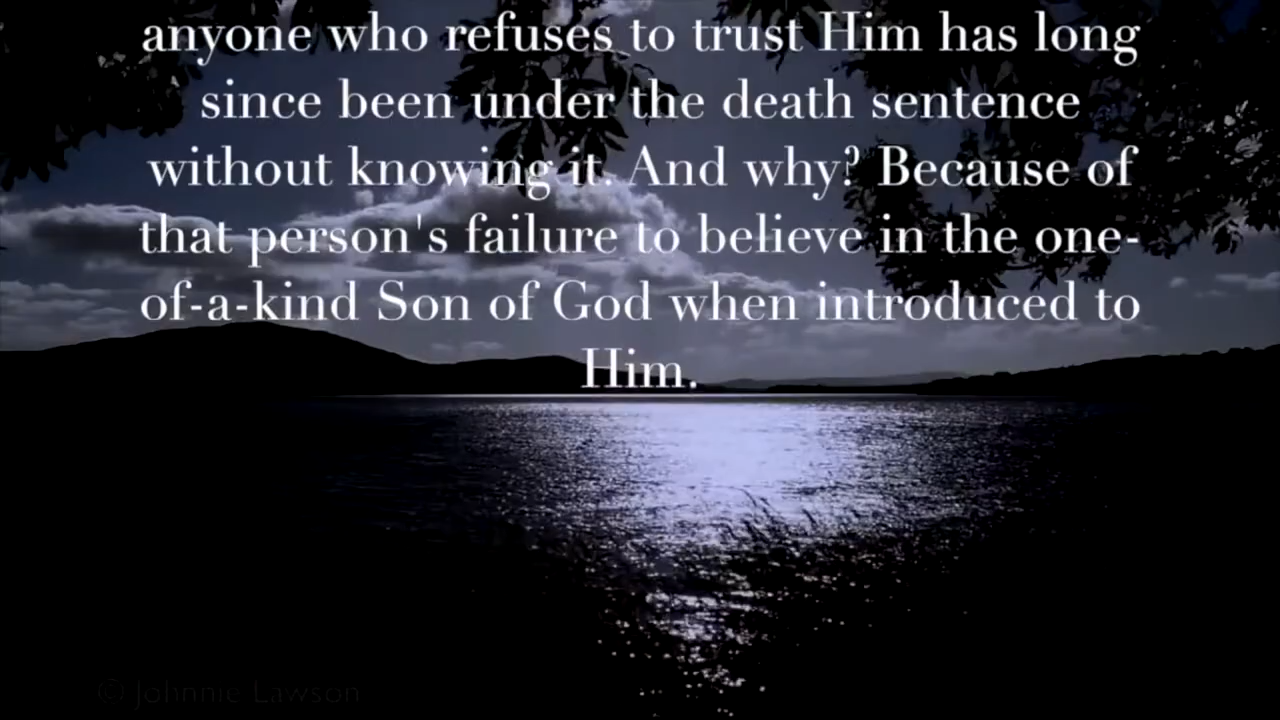 anyone who refuses to trust Him has long
since been under the death sentence
without knowing it. And why? Because of
that person's failure to believe in the one-
of-a-kind Son of God when introduced to
Him.
© Johnnie Lawson